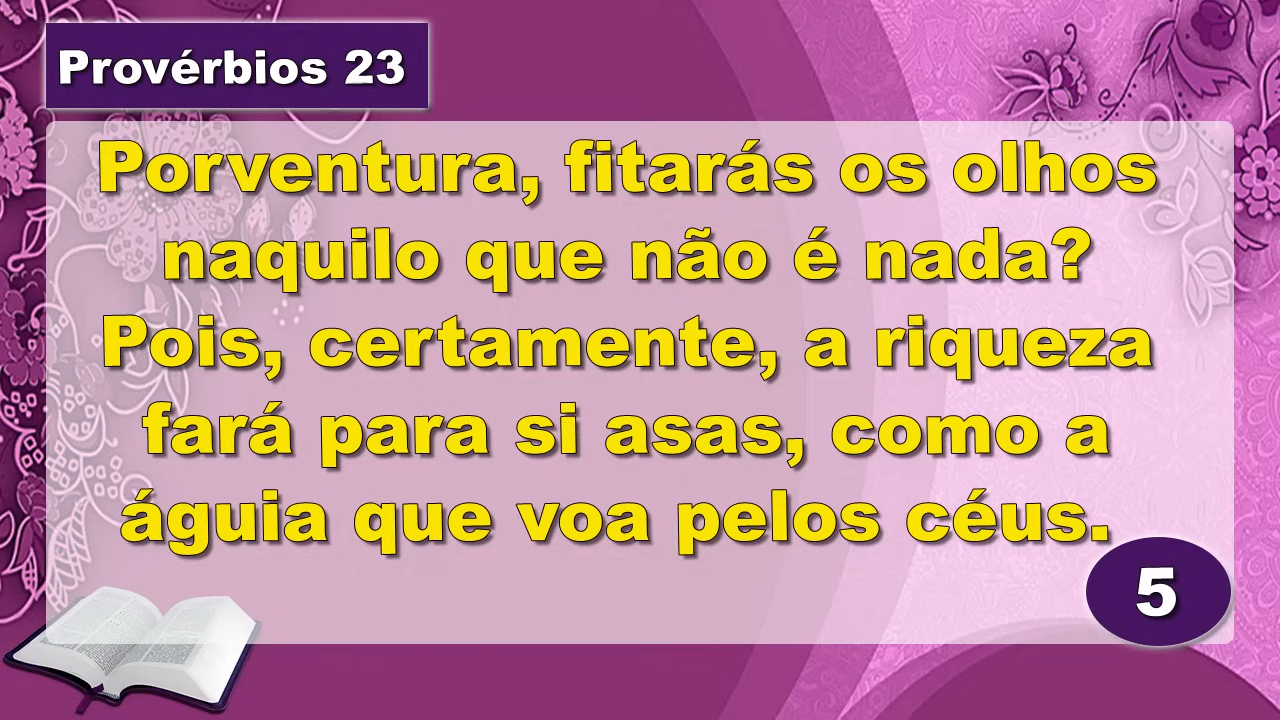 Provérbios 23
Porventura, fitarás os olhos
naquilo que não é nada?
Pois, certamente, a riqueza
fará para si asas, como a
águia que voa pelos céus.
5